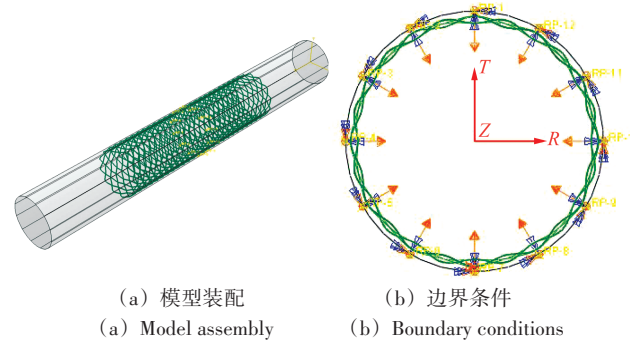 RP-12
RP-3
RP-11
T
Z
R
RP-5
RP-9
RP-6
RP-8
(a) 模型装配
(b) 边界条件
(a) Model assembly
(b) Boundary conditions